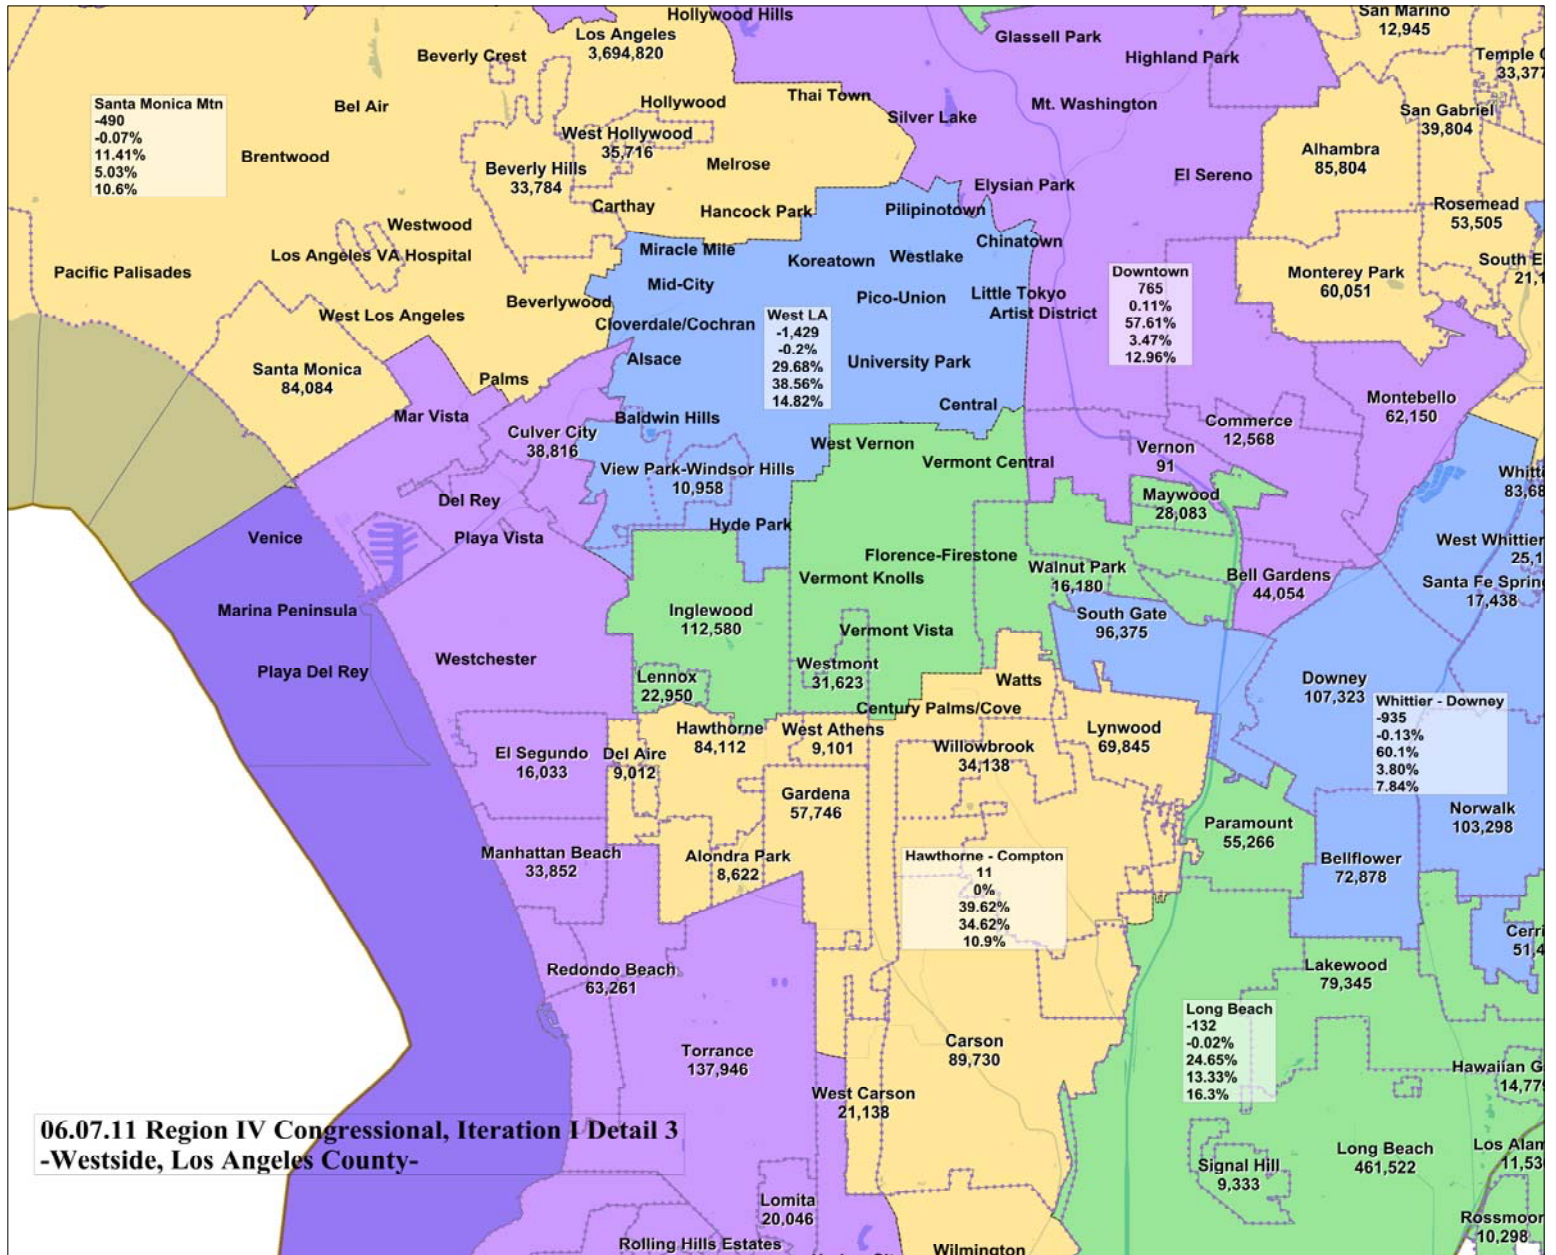 Hollywood Hills
San Marino
12,945
Los Angeles
3,694,820
Glassell Park
Beverly Crest
Highland Park
Temple C
33,377
Santa Monica Mtn
-490
-0.07%
11.41%
5.03%
10.6%
Bel Air
Hollywood
Thai Town
Mt. Washington
San Gabriel
39,804
Silver Lake
West Hollywood
35,716
Brentwood
Beverly Hills
33,784
Melrose
Alhambra
85,804
El Sereno
Elysian Park
Carthay
Hancock Park
Pilipinotown
Rosemead
53,505
Westwood
Chinatown
Miracle Mile
Los Angeles VA Hospital
Koreatown
Westlake
South E
21,1
Pacific Palisades
Monterey Park
60,051
Mid-City
Pico-Union
Little Tokyo
Artist District
Downtown
765
0.11%
57.61%
3.47%
12.96%
Beverlywood
West Los Angeles
Cloverdale/Cochran
West LA
-1,429
-0.2%
29.68%
38.56%
14.82%
Alsace
University Park
Santa Monica
84,084
Palms
Central
Montebello
62,150
Mar Vista
Baldwin Hills
Commerce
12,568
Culver City
38,816
West Vernon
Vermont Central
Vernon
91
View Park-Windsor Hills
10,958
Whitti
83,68
Del Rey
Maywood
28,083
Hyde Park
Venice
Playa Vista
West Whittier
25,1
Florence-Firestone
Walnut Park
16,180
Vermont Knolls
Bell Gardens
44,054
Santa Fe Spring
17,438
Marina Peninsula
Inglewood
112,580
South Gate
96,375
Vermont Vista
Westchester
Playa Del Rey
Lennox
22,950
Westmont
31,623
Watts
Downey
107,323
Whittier - Downey
-935
-0.13%
60.1%
3.80%
7.84%
Century Palms/Cove
Hawthorne
84,112
West Athens
9,101
Lynwood
69,845
El Segundo
16,033
Del Aire
9,012
Willowbrook
34,138
Gardena
57,746
Norwalk
103,298
Paramount
55,266
Manhattan Beach
33,852
Alondra Park
8,622
Hawthorne - Compton
11
0%
39.62%
34.62%
10.9%
Bellflower
72,878
Cerri
51,4
Redondo Beach
63,261
Lakewood
79,345
Long Beach
-132
-0.02%
24.65%
13.33%
16.3%
Torrance
137,946
Carson
89,730
Hawaiian G
14,779
West Carson
21,138
06.07.11 Region IV Congressional, Iteration I Detail 3
-Westside, Los Angeles County-
Signal Hill
9,333
Long Beach
461,522
Los Alam
11,536
Lomita
20,046
Rossmoor
10,298
Rolling Hills Estates
Wilmington